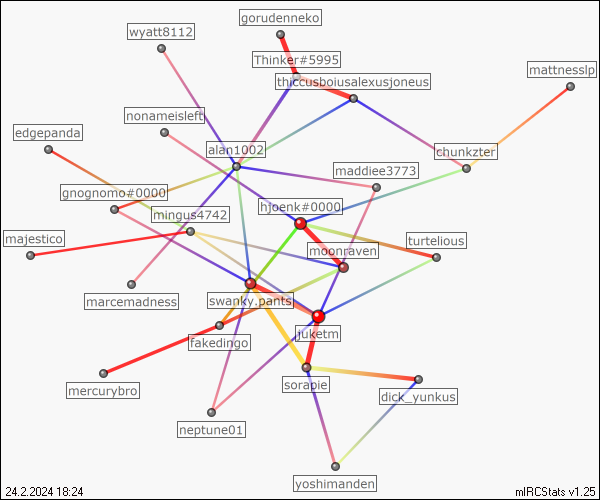 gorudenneko
wyatt8112
Thinker#5995
mattnesslp
thiccusboiusalexusjoneus
nonameisleft
edgepanda
alan1002
chunkzter
maddiee3773
gnognomo#0000
hjoenk#0000
mingus4742
majestico
turtelious
moonraven
marcemadness
swanky.pants
juketm
fakedingo
mercurybro
sorapie
dick_yunkus
neptune01
yoshimanden
24.2.2024 18:24
mIRCStats v1.25